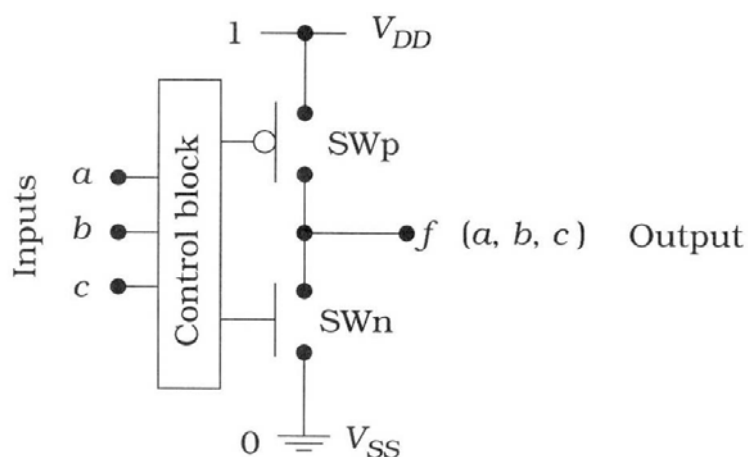 1 V_DD
Inputs
a
b
c
Control block
SWp
f (a, b, c) Output
SWn
0 V_SS